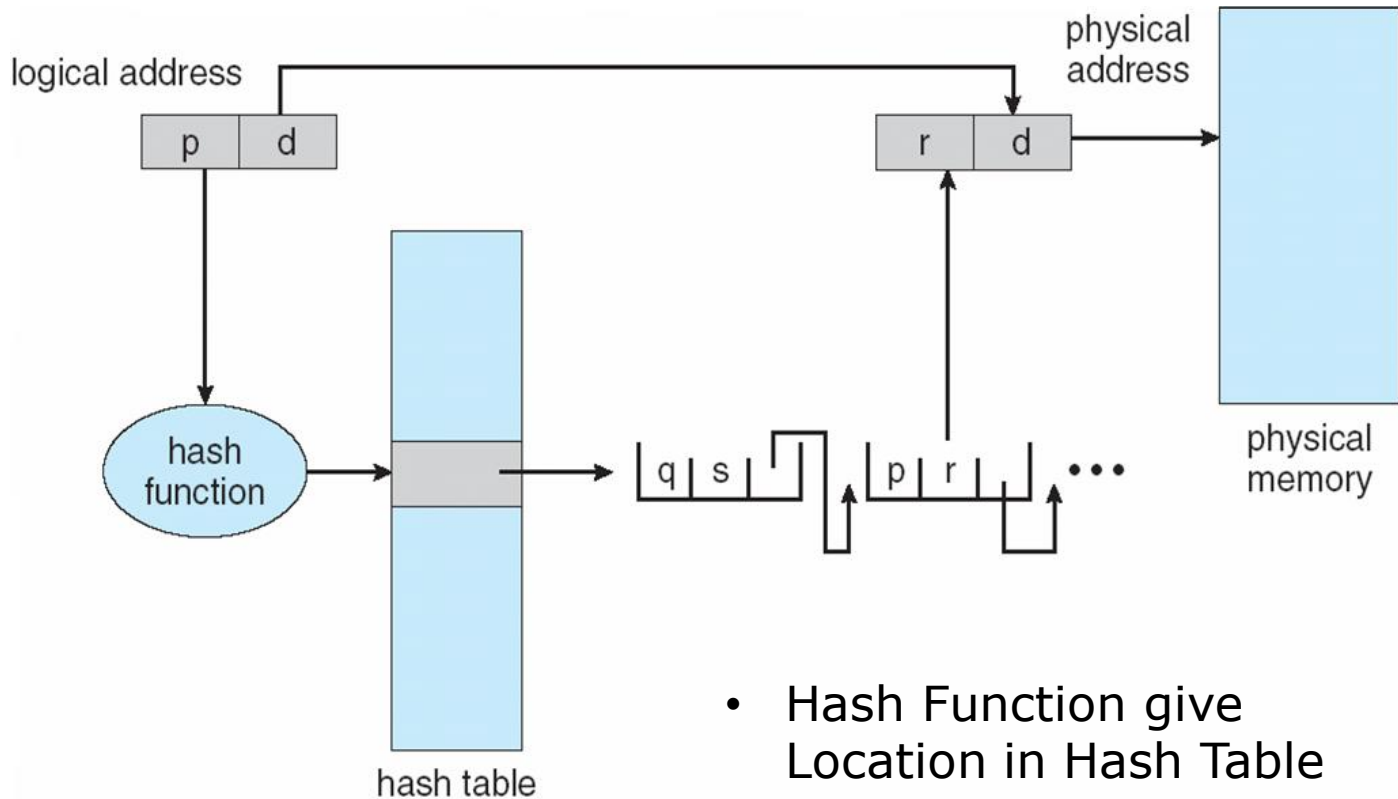 logical address
physical
address
p d
r d
hash
function
q s
p r
•••
physical
memory
hash table
• Hash Function give
Location in Hash Table